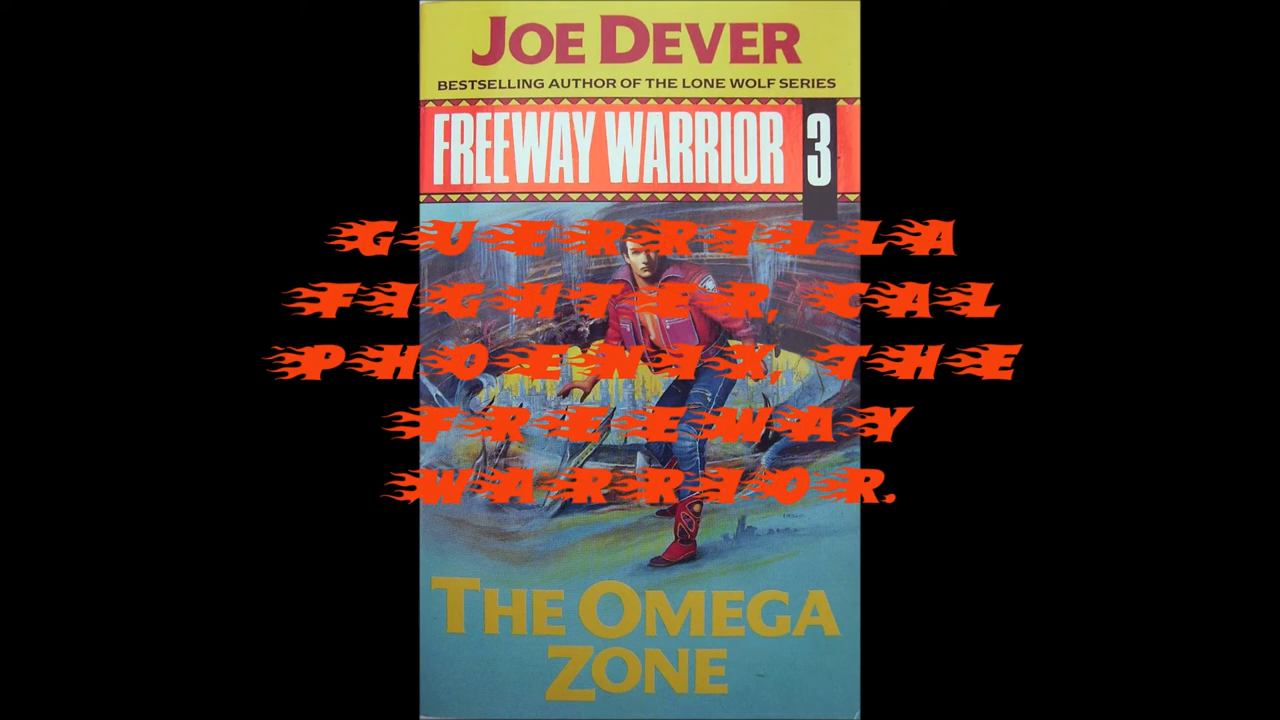 JOE DEVER
BESTSELLING AUTHOR OF THE LONE WOLF SERIES
FREEWAY WARRIOR 3
GUERRILLA
FIGHTER, CAL
PHOENIX, THE
FREEWAY
WARRIOR.
THE OMEGA
ZONE